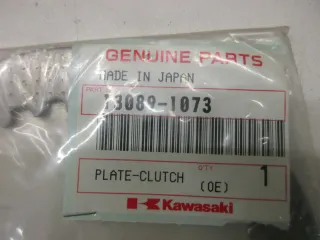 GENUINE PARTS
MADE IN JAPAN
13089-1073
QTY
PLATE-CLUTCH (OE) 1
Kawasaki